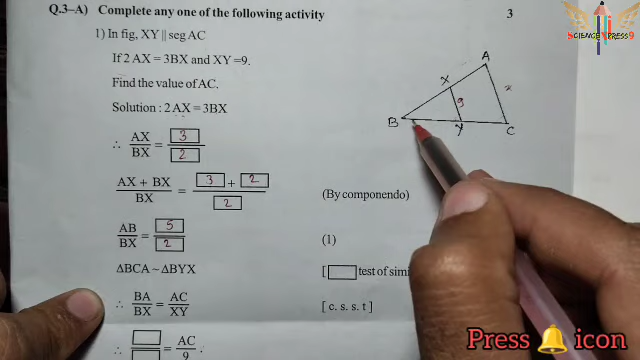 Q.3–A) Complete any one of the following activity 3
1) In fig, XY || seg AC
If 2 AX = 3BX and XY =9.
Find the value of AC.
Solution : 2 AX = 3BX
∴ AX/BX = 3/2
AX + BX/BX = 3 + 2/2 (By componendo)
AB/BX = 5/2 (1)
ΔBCA ~ ΔBYX [ test of simi
∴ BA/BX = AC/XY [ c. s. s. t ]
∴ = AC/9 .
A
X
9
B
Y
C
SCIENCE XPRESS9
Press icon